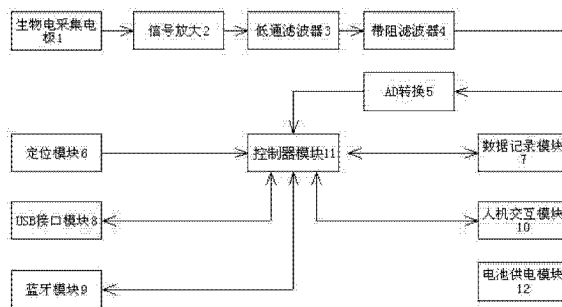 生物电采集电
极1
信号放大2
低通滤波器3
带阻滤波器4
AD转换5
定位模块6
控制器模块11
数据记录模块
7
USB接口模块8
人机交互模块
10
蓝牙模块9
电池供电模块
12